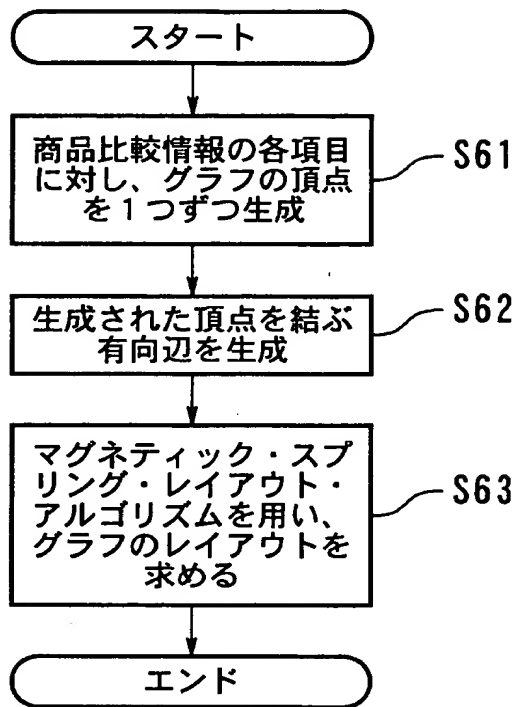 スタート
商品比較情報の各項目
に対し、グラフの頂点
を1つずつ生成
S61
生成された頂点を結ぶ
有向辺を生成
S62
マグネティック・スプ
リング・レイアウト・
アルゴリズムを用い、
グラフのレイアウトを
求める
S63
エンド